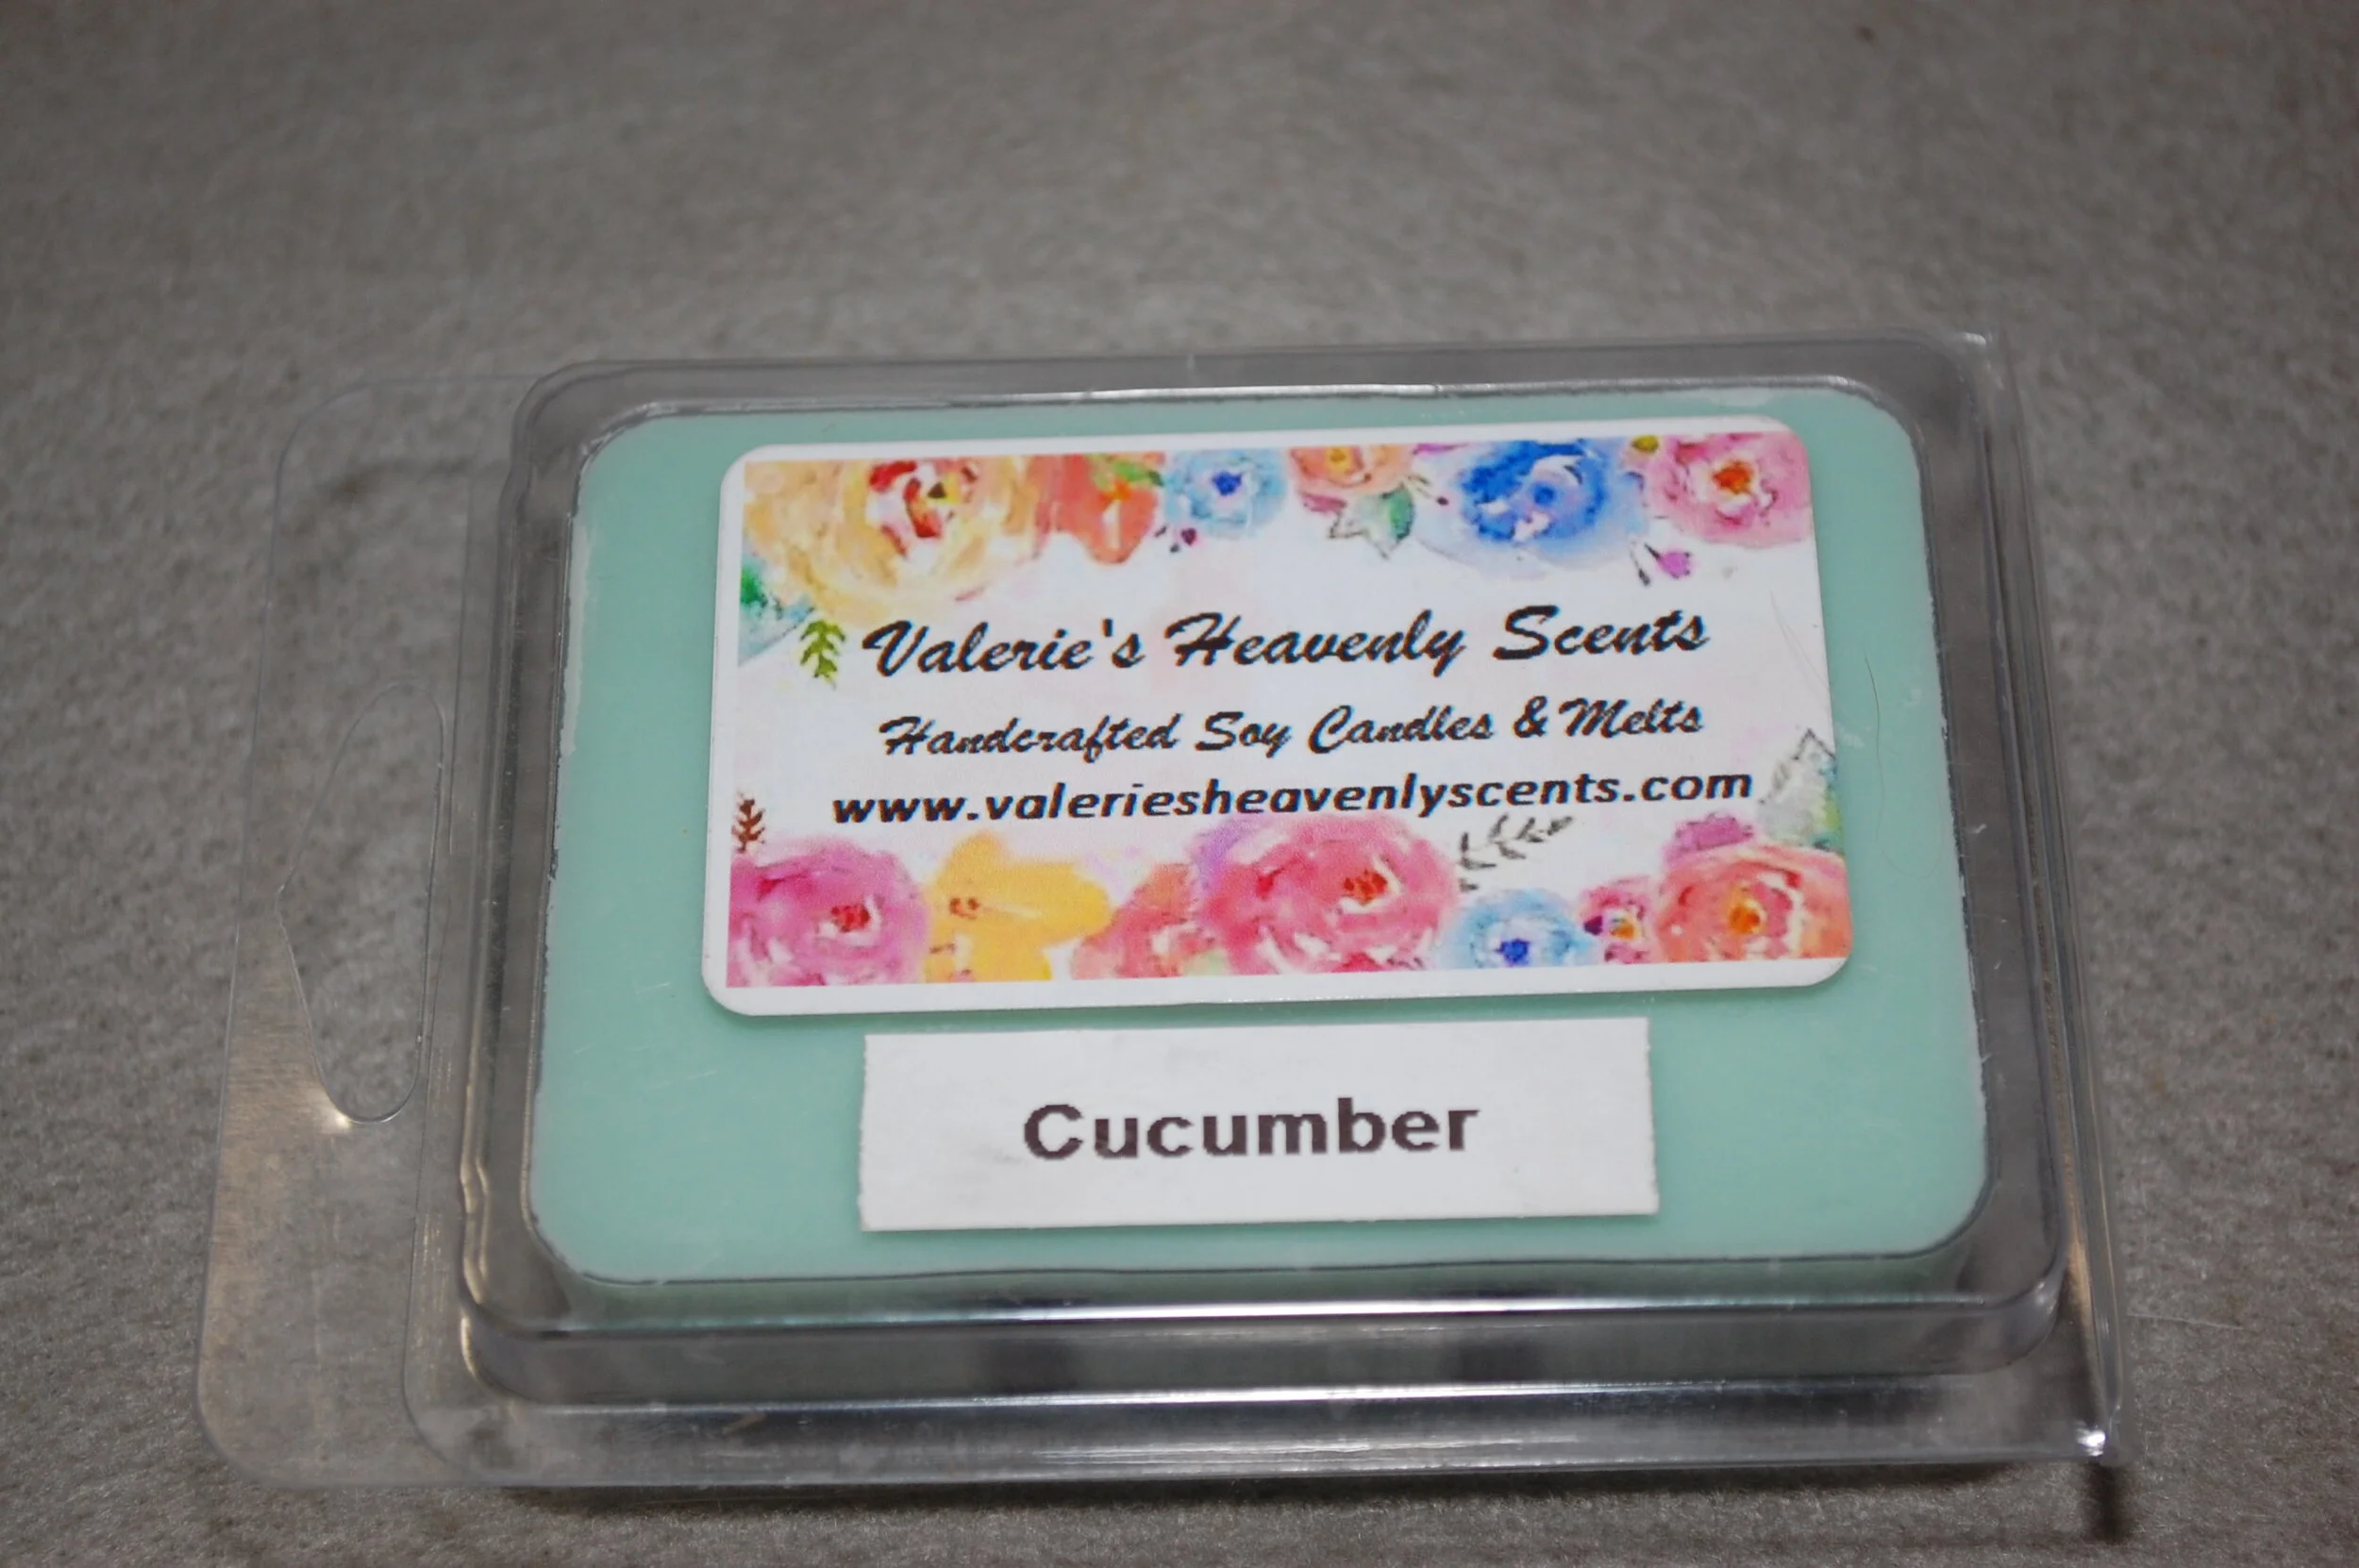 Valerie's Heavenly Scents
Handcrafted Soy Candles & Melts
www.valeriesheavenlyscents.com
Cucumber